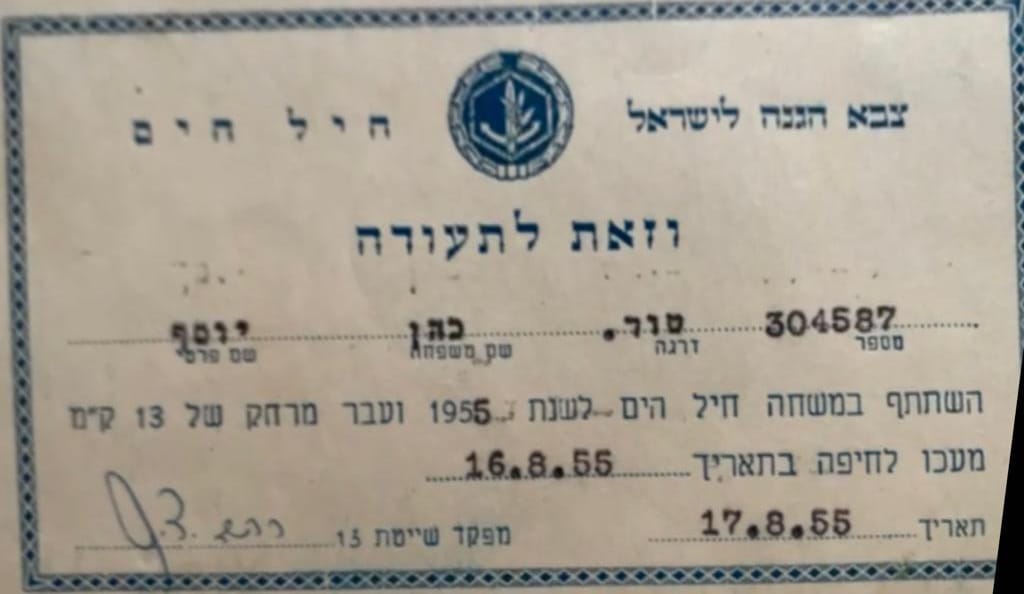 צבא הגנה לישראל חיל הים
וזאת לתעודה
304587 טור. כהן יוסף
מספר דרגה שם משפחה שם פרטי
השתתף במשחה חיל הים לשנת 1955 ועבר מרחק של 13 ק"מ
מעכו לחיפה בתאריך 16.8.55
תאריך 17.8.55 מפקד שייטת 13